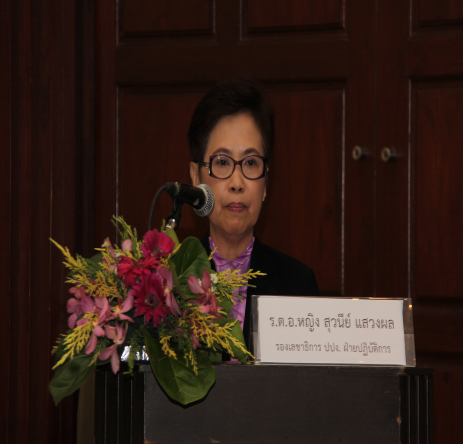 ร.ต.อ.หญิง สุวนีย์ แสวงผล
รองเลขาธิการ ปปง. ฝ่ายปฏิบัติการ